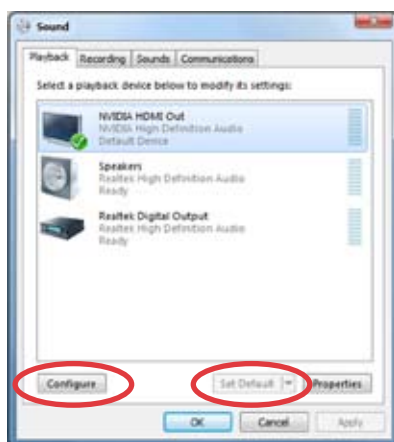 Sound
Playback Recording Sounds Communications
Select a playback device below to modify its settings:
NVIDIA HDMI Out
NVIDIA High Definition Audio
Default Device
Speakers
Realtek High Definition Audio
Ready
Realtek Digital Output
Realtek High Definition Audio
Ready
Configure Set Default Properties
OK Cancel Apply